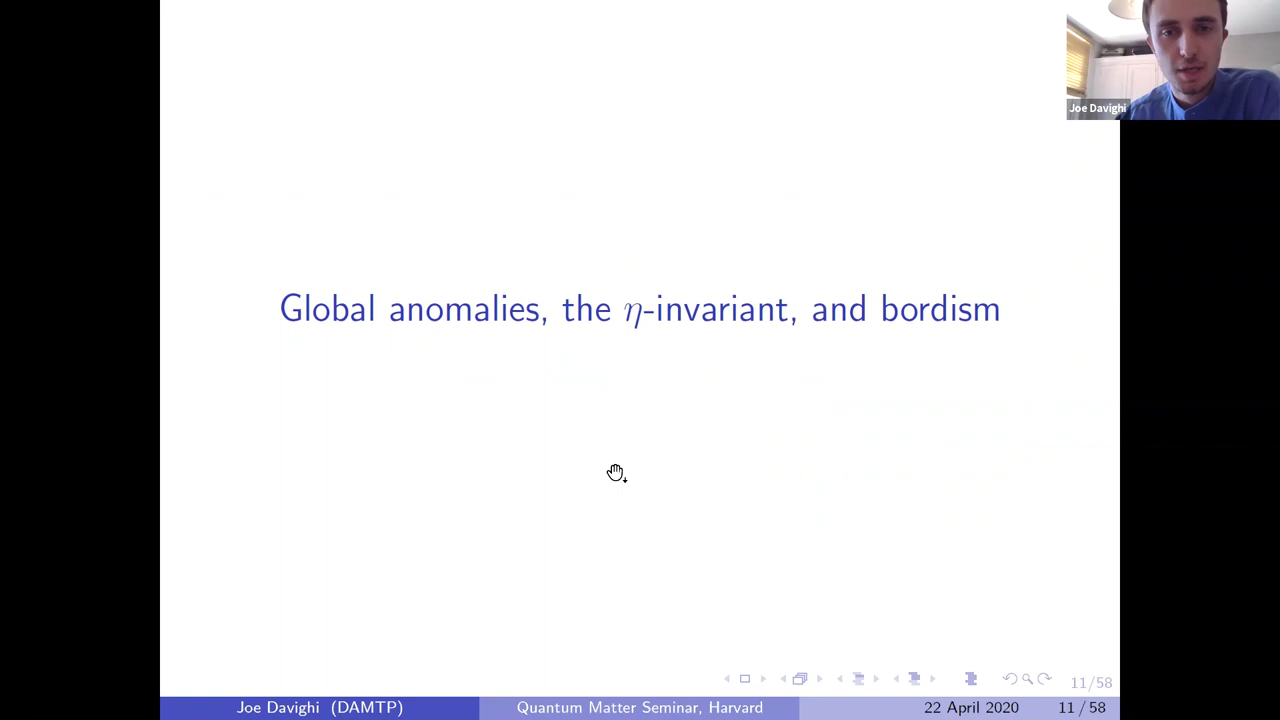 Joe Davighi
Global anomalies, the η-invariant, and bordism
11/58
Joe Davighi (DAMTP) Quantum Matter Seminar, Harvard 22 April 2020 11 / 58